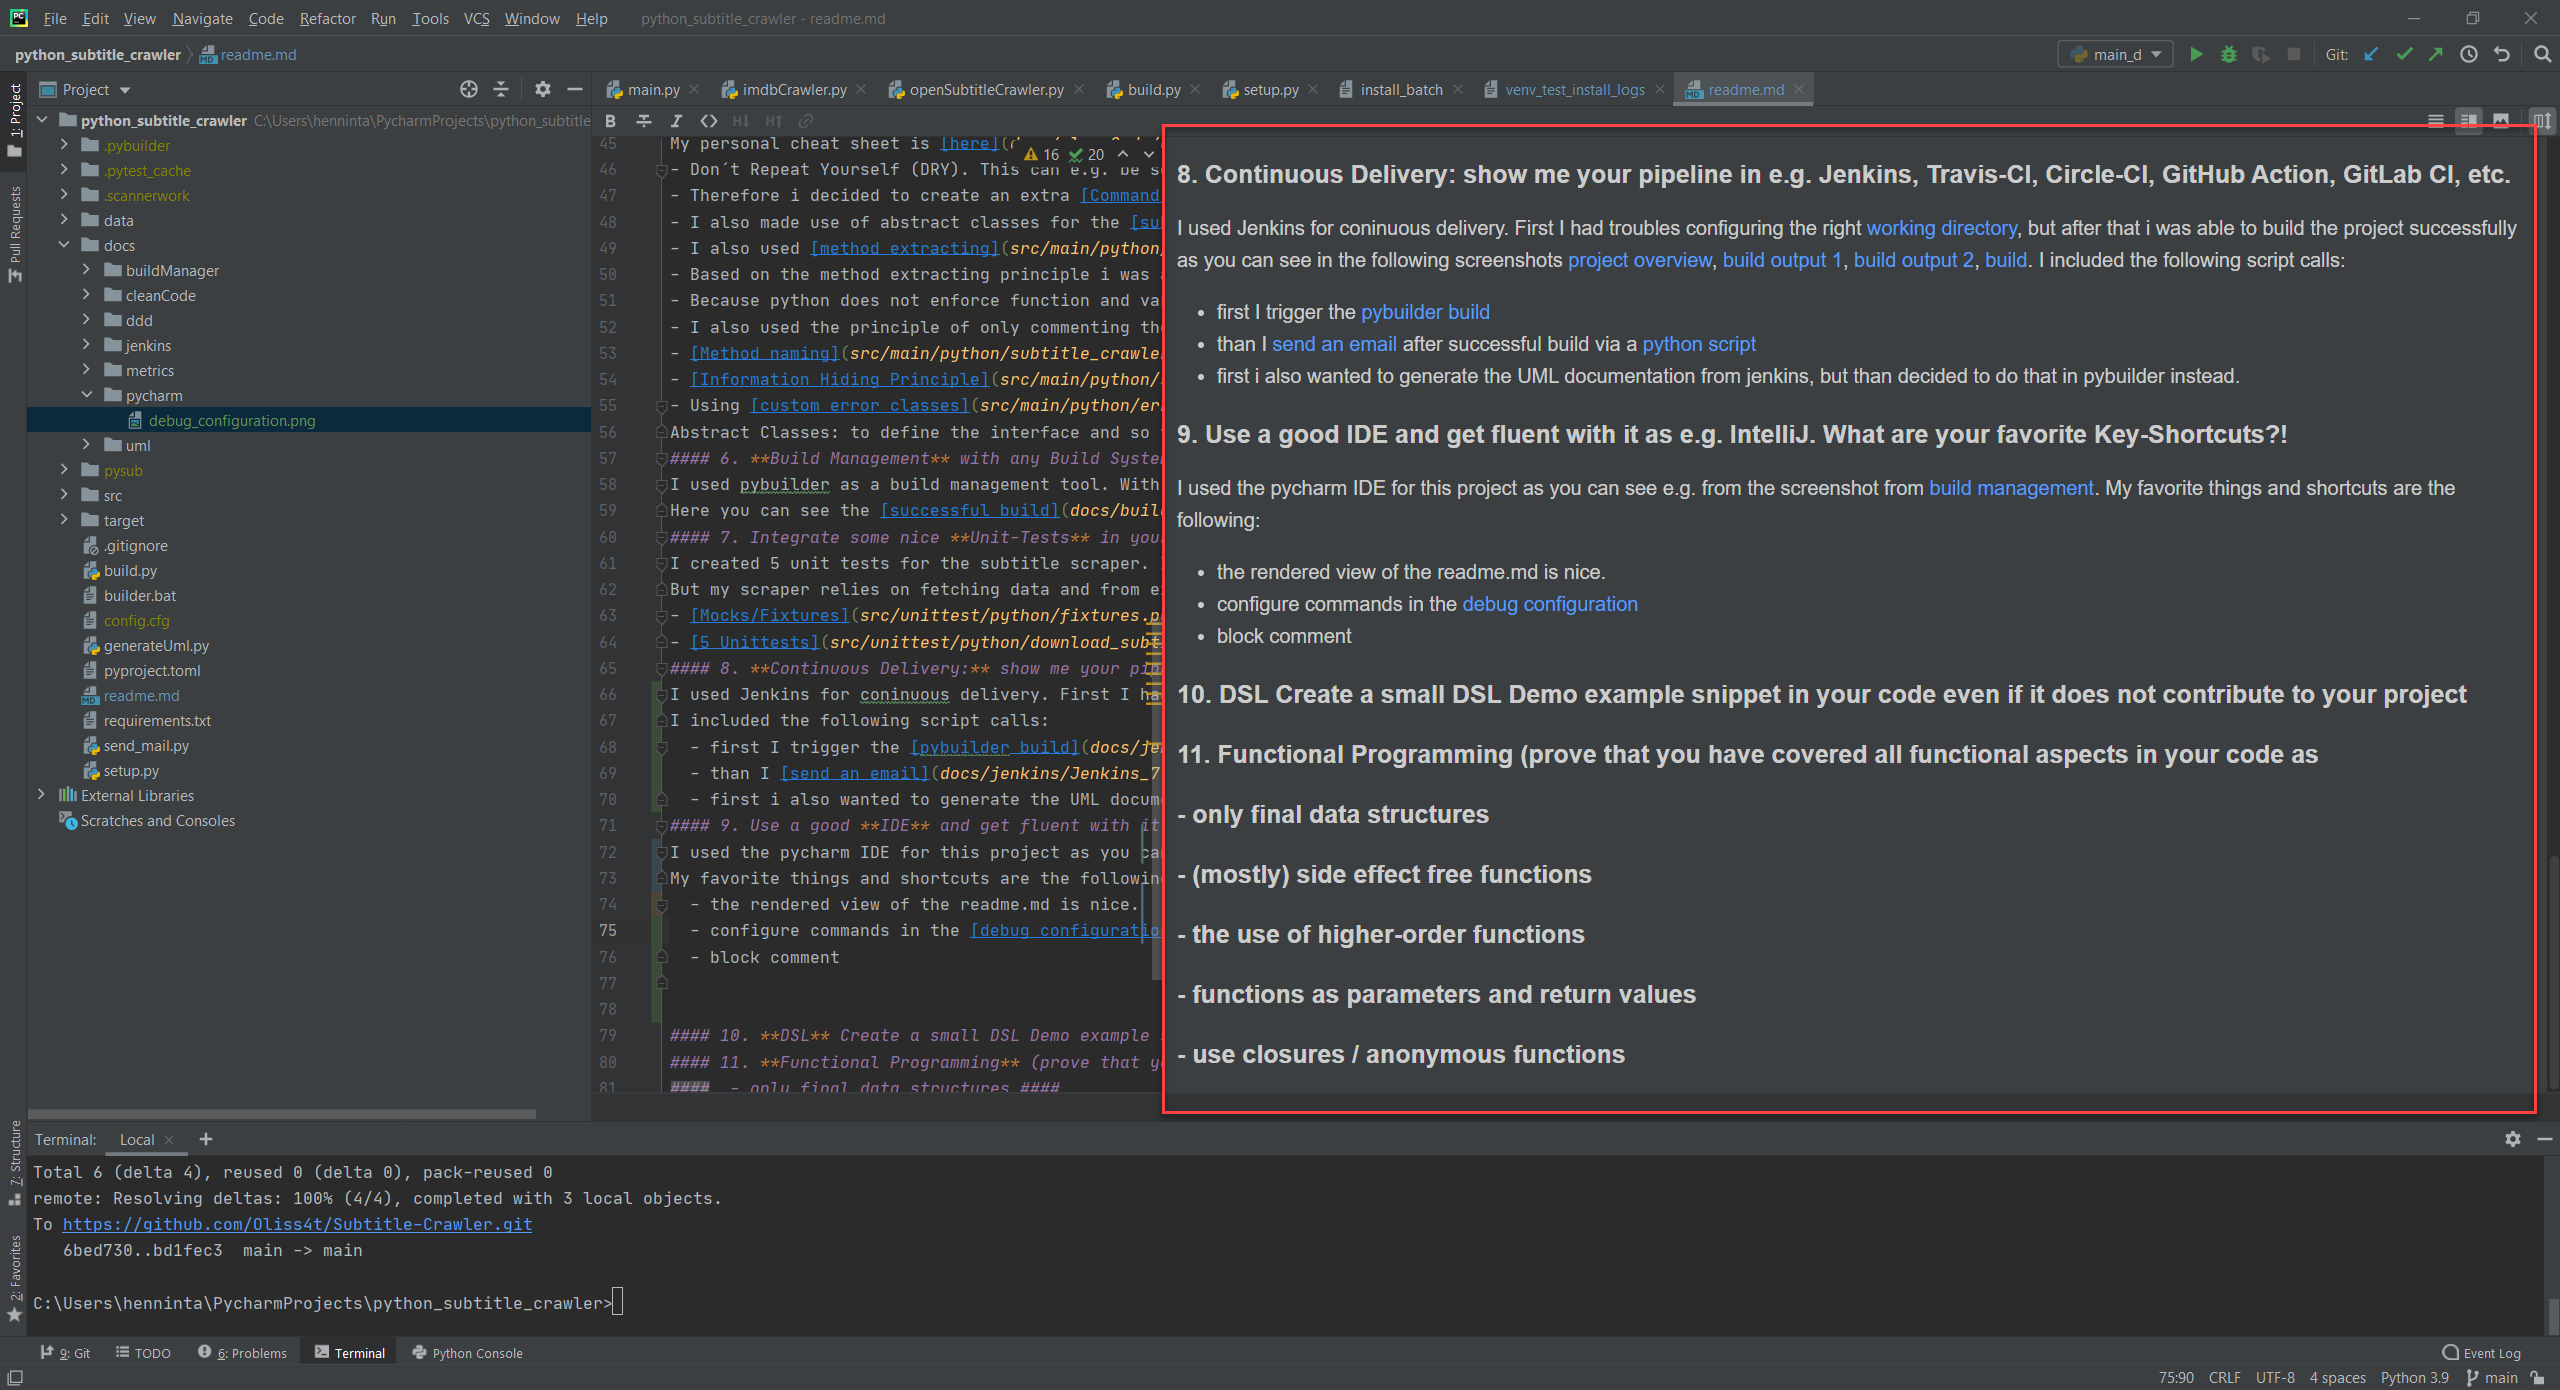 File Edit View Navigate Code Refactor Run Tools VCS Window Help python_subtitle_crawler - readme.md
python_subtitle_crawler readme.md main_d Git:
Project
main.py imdbCrawler.py openSubtitleCrawler.py build.py setup.py install_batch venv_test_install_logs readme.md
1: Project
Pull Requests
7: Structure
2: Favorites
python_subtitle_crawler C:\Users\henninta\PycharmProjects\python_subtitle
.pybuilder
.pytest_cache
.scannerwork
data
docs
buildManager
cleanCode
ddd
jenkins
metrics
pycharm
debug_configuration.png
uml
pysub
src
target
.gitignore
build.py
builder.bat
config.cfg
generateUml.py
pyproject.toml
readme.md
requirements.txt
send_mail.py
setup.py
External Libraries
Scratches and Consoles
16 20
45 My personal cheat sheet is [here](
46 - Don´t Repeat Yourself (DRY). This can e.g. be
47 - Therefore i decided to create an extra [Command
48 - I also made use of abstract classes for the [su
49 - I also used [method extracting](src/main/python
50 - Based on the method extracting principle i was
51 - Because python does not enforce function and va
52 - I also used the principle of only commenting th
53 - [Method naming](src/main/python/subtitle_crawle
54 - [Information Hiding Principle](src/main/python/
55 - Using [custom error classes](src/main/python/er
56 Abstract Classes: to define the interface and so
57 #### 6. **Build Management** with any Build Syste
58 I used pybuilder as a build management tool. With
59 Here you can see the [successful build](docs/buil
60 #### 7. Integrate some nice **Unit-Tests** in you
61 I created 5 unit tests for the subtitle scraper.
62 But my scraper relies on fetching data and from e
63 - [Mocks/Fixtures](src/unittest/python/fixtures.p
64 - [5 Unittests](src/unittest/python/download_subt
65 #### 8. **Continuous Delivery:** show me your pip
66 I used Jenkins for coninuous delivery. First I ha
67 I included the following script calls:
68 - first I trigger the [pybuilder build](docs/je
69 - than I [send an email](docs/jenkins/Jenkins_7
70 - first i also wanted to generate the UML docum
71 #### 9. Use a good **IDE** and get fluent with it
72 I used the pycharm IDE for this project as you ca
73 My favorite things and shortcuts are the followin
74 - the rendered view of the readme.md is nice.
75 - configure commands in the [debug configuratio
76 - block comment
77
78
79 #### 10. **DSL** Create a small DSL Demo example
80 #### 11. **Functional Programming** (prove that y
81 #### - only final data structures ####
8. Continuous Delivery: show me your pipeline in e.g. Jenkins, Travis-CI, Circle-CI, GitHub Action, GitLab CI, etc.
I used Jenkins for coninuous delivery. First I had troubles configuring the right working directory, but after that i was able to build the project successfully
as you can see in the following screenshots project overview, build output 1, build output 2, build. I included the following script calls:
• first I trigger the pybuilder build
• than I send an email after successful build via a python script
• first i also wanted to generate the UML documentation from jenkins, but than decided to do that in pybuilder instead.
9. Use a good IDE and get fluent with it as e.g. IntelliJ. What are your favorite Key-Shortcuts?!
I used the pycharm IDE for this project as you can see e.g. from the screenshot from build management. My favorite things and shortcuts are the
following:
• the rendered view of the readme.md is nice.
• configure commands in the debug configuration
• block comment
10. DSL Create a small DSL Demo example snippet in your code even if it does not contribute to your project
11. Functional Programming (prove that you have covered all functional aspects in your code as
- only final data structures
- (mostly) side effect free functions
- the use of higher-order functions
- functions as parameters and return values
- use closures / anonymous functions
Terminal: Local
Total 6 (delta 4), reused 0 (delta 0), pack-reused 0
remote: Resolving deltas: 100% (4/4), completed with 3 local objects.
To https://github.com/Oliss4t/Subtitle-Crawler.git
6bed730..bd1fec3 main -> main
C:\Users\henninta\PycharmProjects\python_subtitle_crawler>
9: Git TODO 6: Problems Terminal Python Console Event Log
75:90 CRLF UTF-8 4 spaces Python 3.9 main